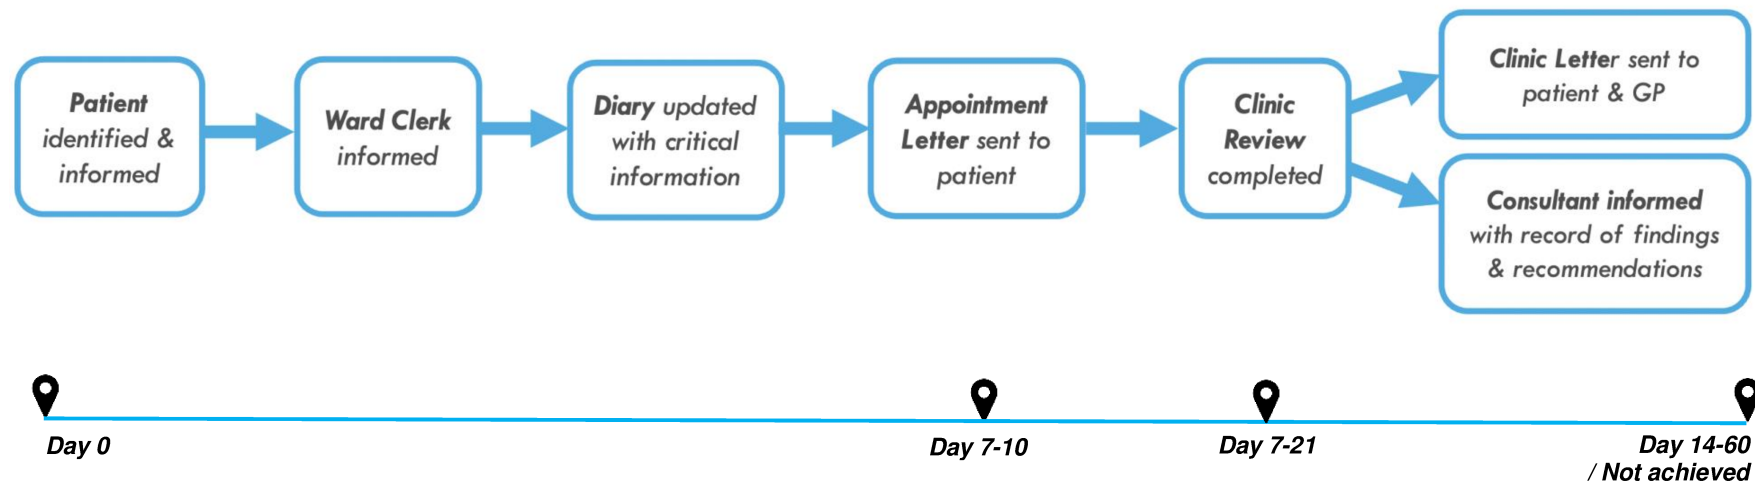 Patient
identified &
informed
Ward Clerk
informed
Diary updated
with critical
information
Appointment
Letter sent to
patient
Clinic
Review
completed
Clinic Letter sent to
patient & GP
Consultant informed
with record of findings
& recommendations
Day 0
Day 7-10
Day 7-21
Day 14-60
/ Not achieved